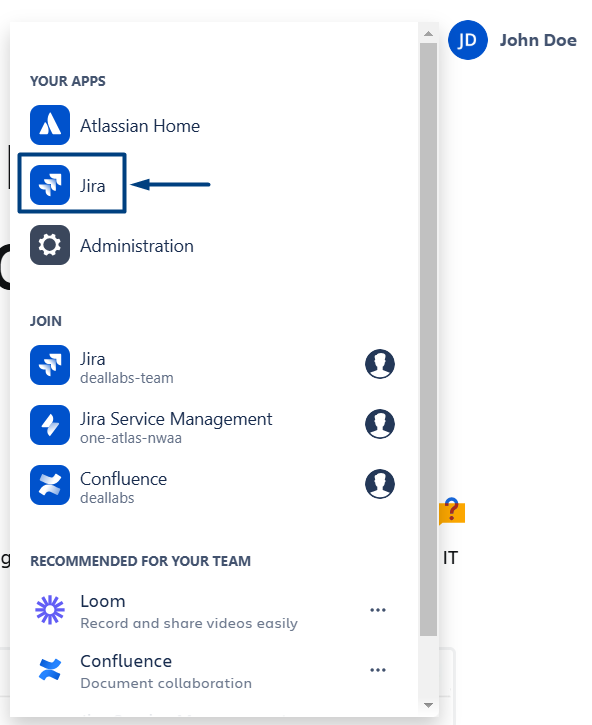 JD John Doe
YOUR APPS
Atlassian Home
Jira
Administration
JOIN
Jira
deallabs-team
Jira Service Management
one-atlas-nwaa
Confluence
deallabs
?
RECOMMENDED FOR YOUR TEAM
IT
Loom
Record and share videos easily
Confluence
Document collaboration